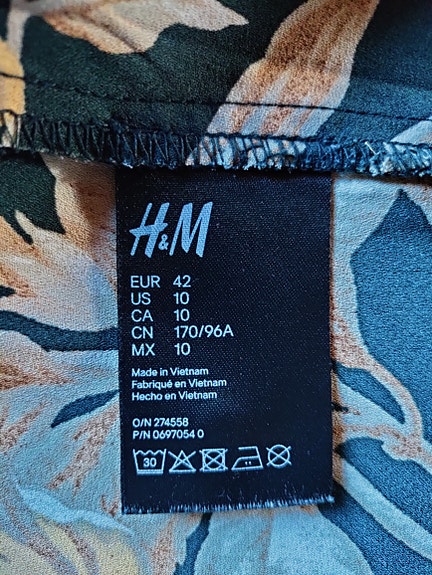 H&M
EUR 42
US 10
CA 10
CN 170/96A
MX 10
Made in Vietnam
Fabriqué en Vietnam
Hecho en Vietnam
O/N 274558
P/N 0697054 0
30